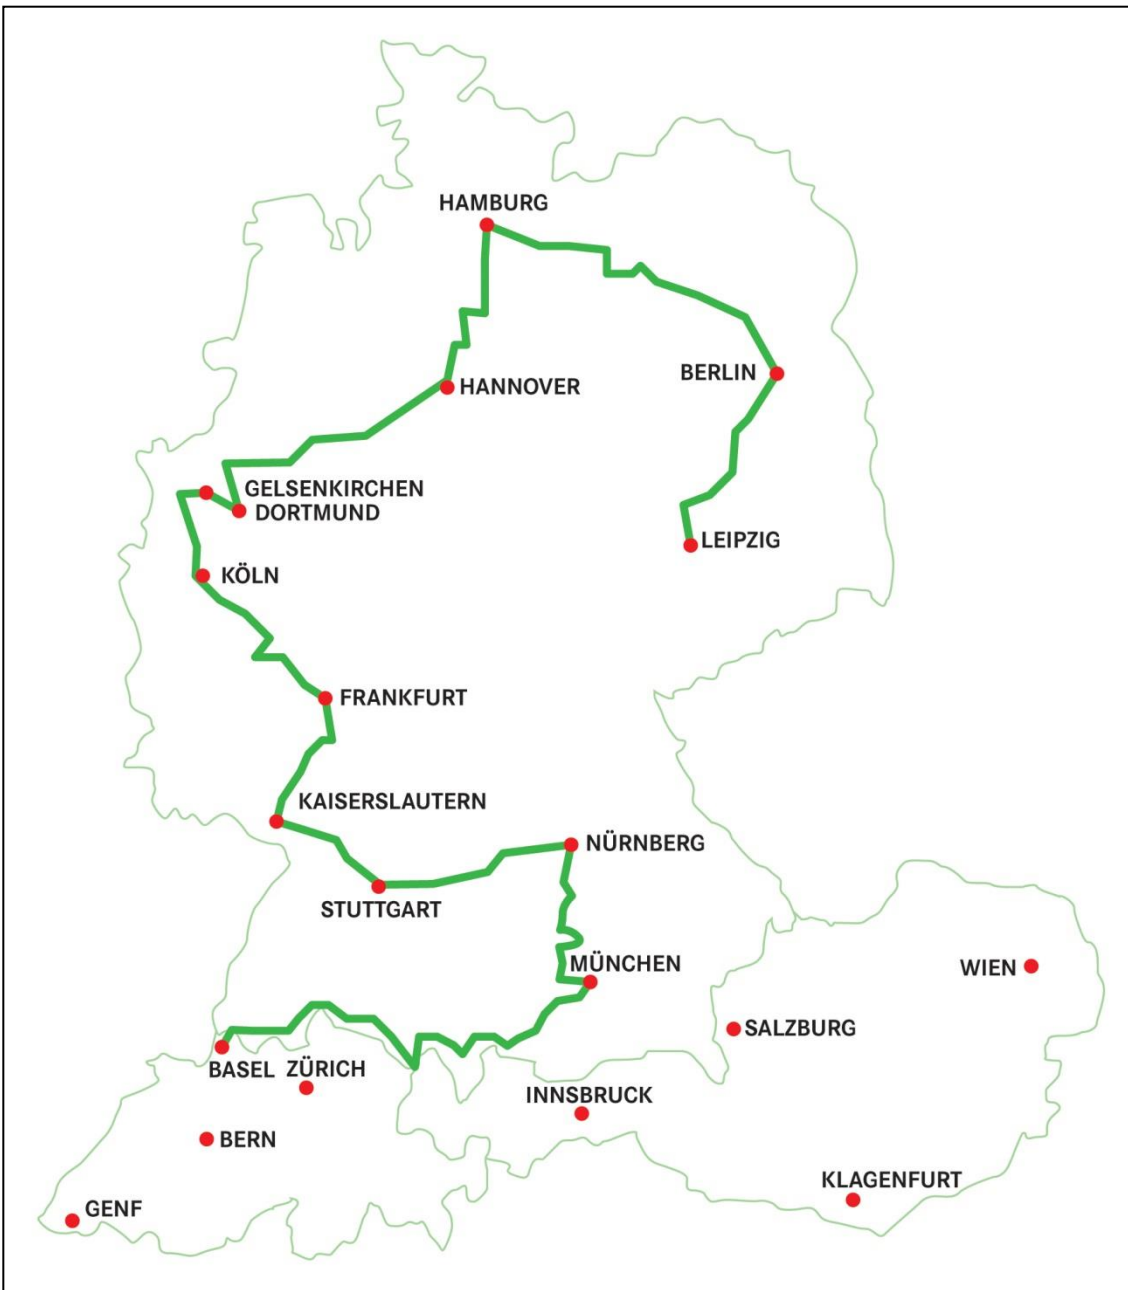 HAMBURG
BERLIN
HANNOVER
GELSENKIRCHEN
DORTMUND
LEIPZIG
KÖLN
FRANKFURT
KAISERSLAUTERN
NÜRNBERG
STUTTGART
MÜNCHEN
WIEN
SALZBURG
BASEL
ZÜRICH
INNSBRUCK
BERN
KLAGENFURT
GENF